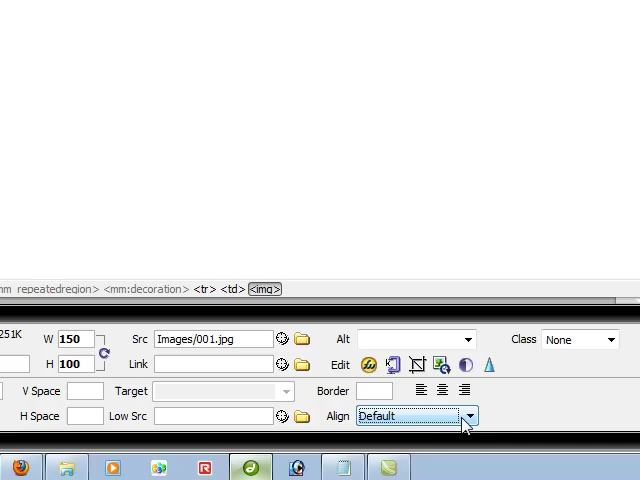 mm_repeatedregion> <mm:decoration> <tr> <td> <img>
251K W 150 Src Images/001.jpg Alt Class None
H 100 Link Edit
V Space Target Border
H Space Low Src Align Default